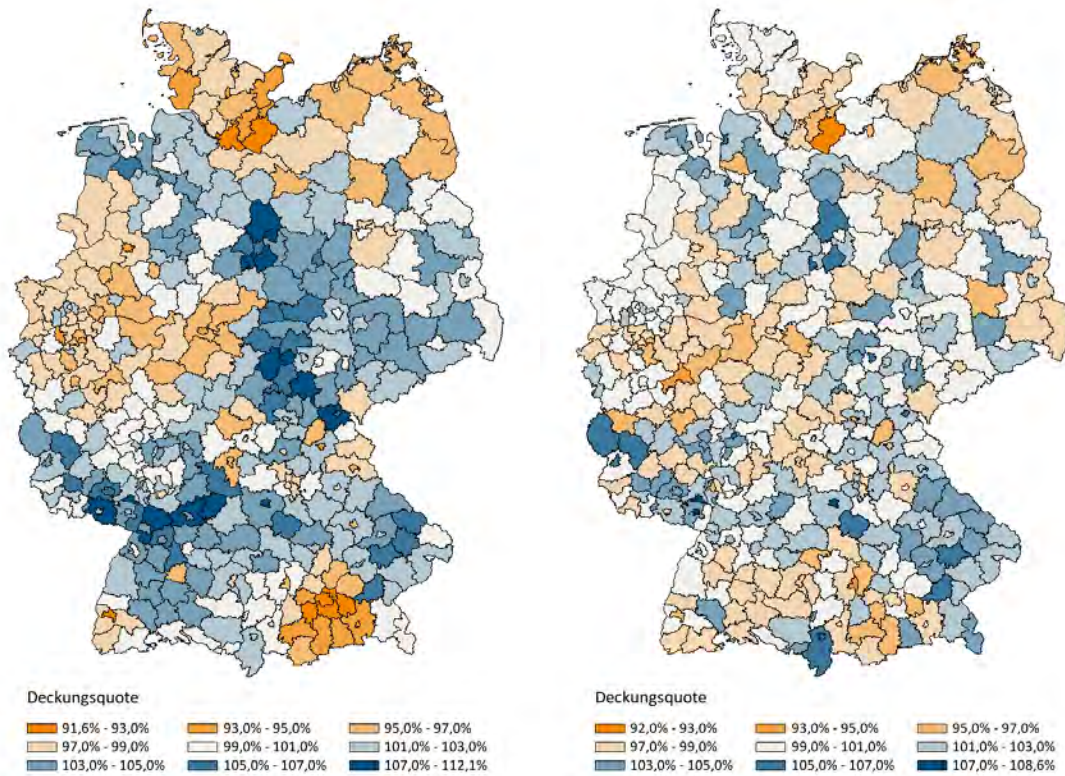 Deckungsquote
91,6% - 93,0% 93,0% - 95,0% 95,0% - 97,0%
97,0% - 99,0% 99,0% - 101,0% 101,0% - 103,0%
103,0% - 105,0% 105,0% - 107,0% 107,0% - 112,1%
Deckungsquote
92,0% - 93,0% 93,0% - 95,0% 95,0% - 97,0%
97,0% - 99,0% 99,0% - 101,0% 101,0% - 103,0%
103,0% - 105,0% 105,0% - 107,0% 107,0% - 108,6%